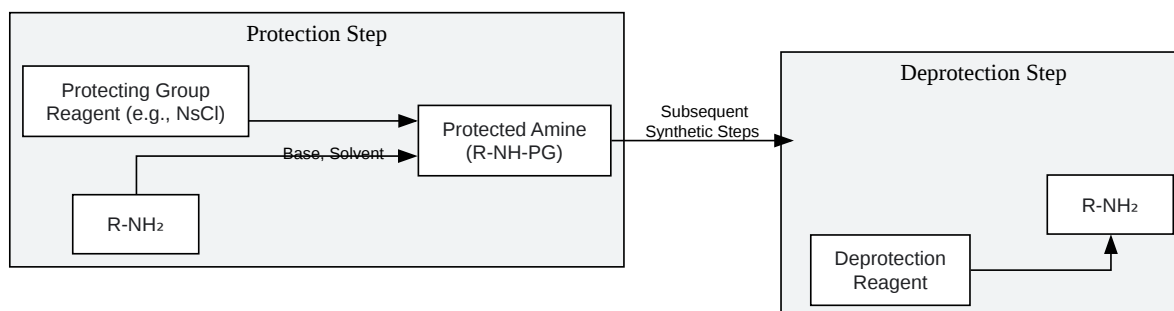 Protection Step
Protecting Group
Reagent (e.g., NsCl)
Base, Solvent
R-NH₂
Protected Amine
(R-NH-PG)
Subsequent
Synthetic Steps
Deprotection Step
Deprotection
Reagent
R-NH₂